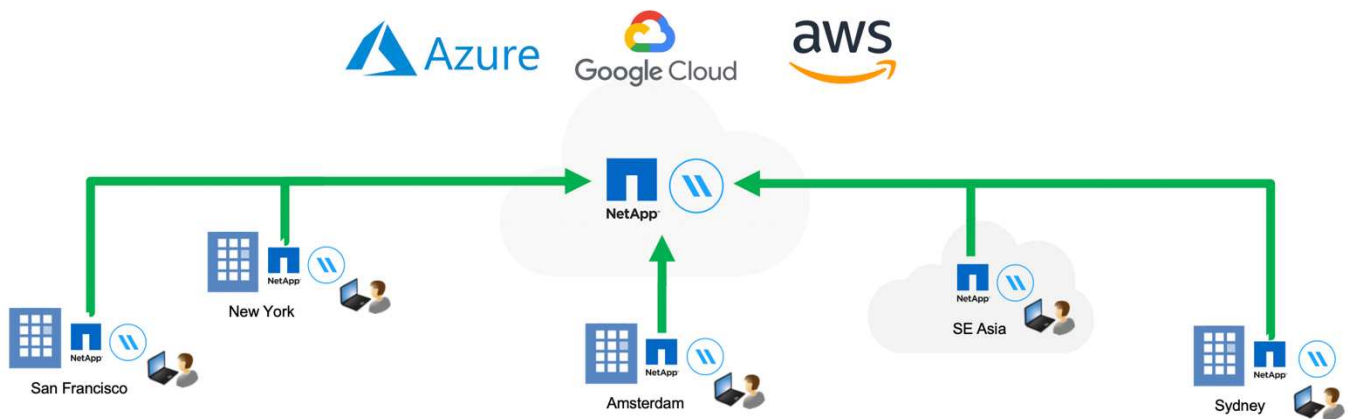 Azure
Google Cloud
aws
NetApp
NetApp
New York
NetApp
San Francisco
NetApp
Amsterdam
NetApp
SE Asia
NetApp
Sydney